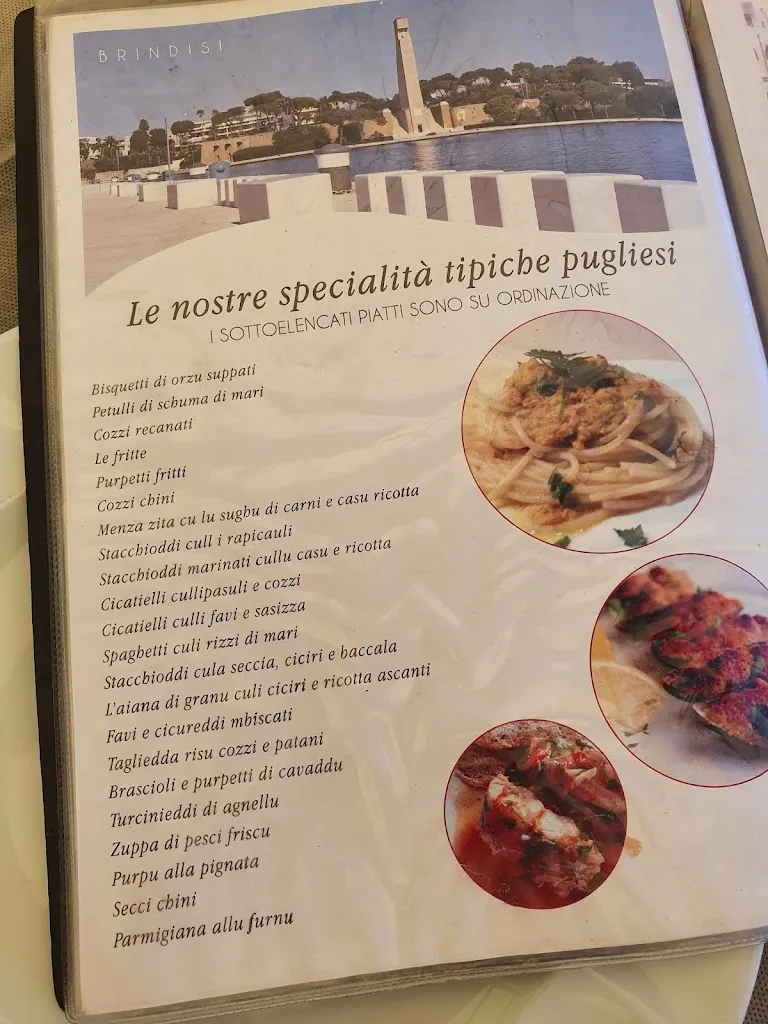 BRINDISI
Le nostre specialità tipiche pugliesi
I SOTTOELENCATI PIATTI SONO SU ORDINAZIONE
Bisquetti di orzu suppati
Petulli di schuma di mari
Cozzi recanati
Le fritte
Purpetti fritti
Cozzi chini
Menza zita cu lu sughu di carni e casu ricotta
Stacchioddi cull i rapicauli
Stacchioddi marinati cullu casu e ricotta
Cicatielli cullipasuli e cozzi
Cicatielli culli favi e sasizza
Spaghetti culi rizzi di mari
Stacchioddi cula seccia, ciciri e baccala
L'aiana di granu culi ciciri e ricotta ascanti
Favi e cicureddi mbiscati
Tagliedda risu cozzi e patani
Brascioli e purpetti di cavaddu
Turcinieddi di agnellu
Zuppa di pesci friscu
Purpu alla pignata
Secci chini
Parmigiana allu furnu